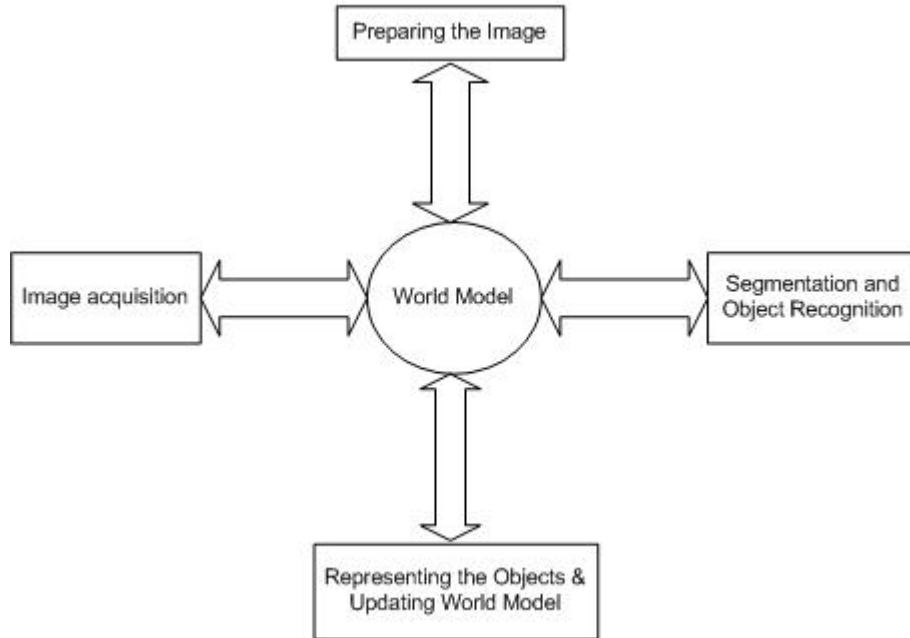 Preparing the Image
Image acquisition
World Model
Segmentation and
Object Recognition
Representing the Objects &
Updating World Model